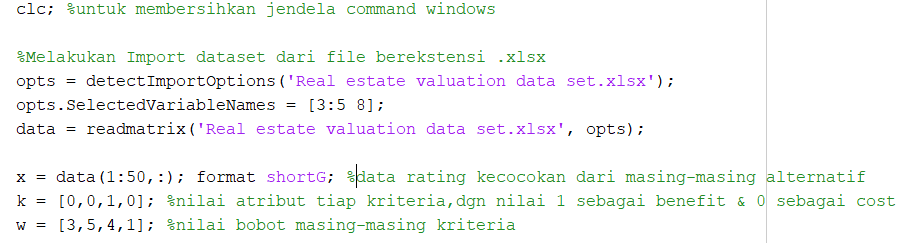 clc; %untuk membersihkan jendela command windows
%Melakukan Import dataset dari file berekstensi .xlsx
opts = detectImportOptions('Real estate valuation data set.xlsx');
opts.SelectedVariableNames = [3:5 8];
data = readmatrix('Real estate valuation data set.xlsx', opts);
x = data(1:50,:); format shortG; %data rating kecocokan dari masing-masing alternatif
k = [0,0,1,0]; %nilai atribut tiap kriteria,dgn nilai 1 sebagai benefit & 0 sebagai cost
w = [3,5,4,1]; %nilai bobot masing-masing kriteria